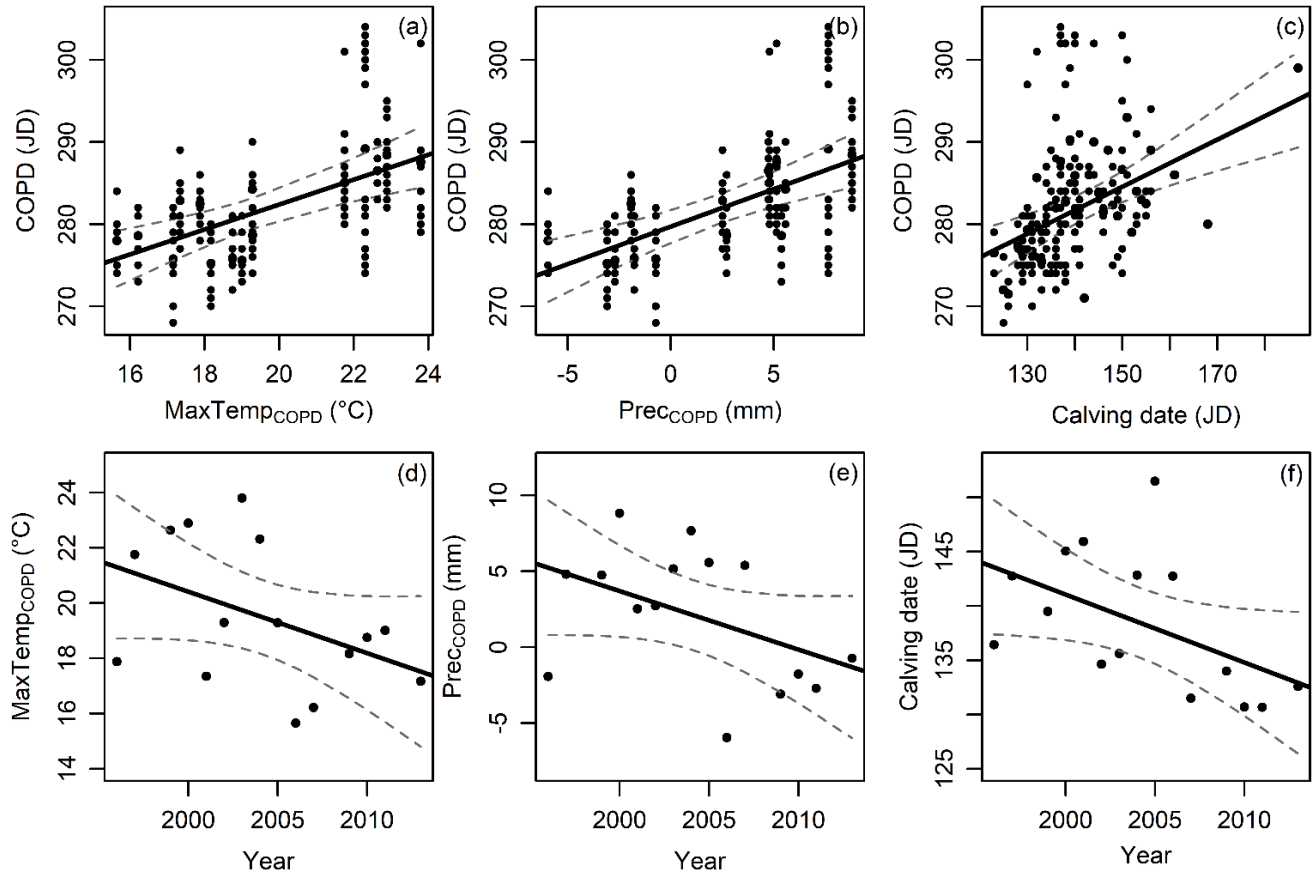 (a)
COPD (JD)
300
290
280
270
16 18 20 22 24
MaxTempCOPD (°C)
(b)
COPD (JD)
300
290
280
270
-5 0 5
PrecCOPD (mm)
(c)
COPD (JD)
300
290
280
270
130 150 170
Calving date (JD)
(d)
MaxTempCOPD (°C)
24
22
20
18
16
14
2000 2005 2010
Year
(e)
PrecCOPD (mm)
10
5
0
-5
2000 2005 2010
Year
(f)
Calving date (JD)
145
135
125
2000 2005 2010
Year